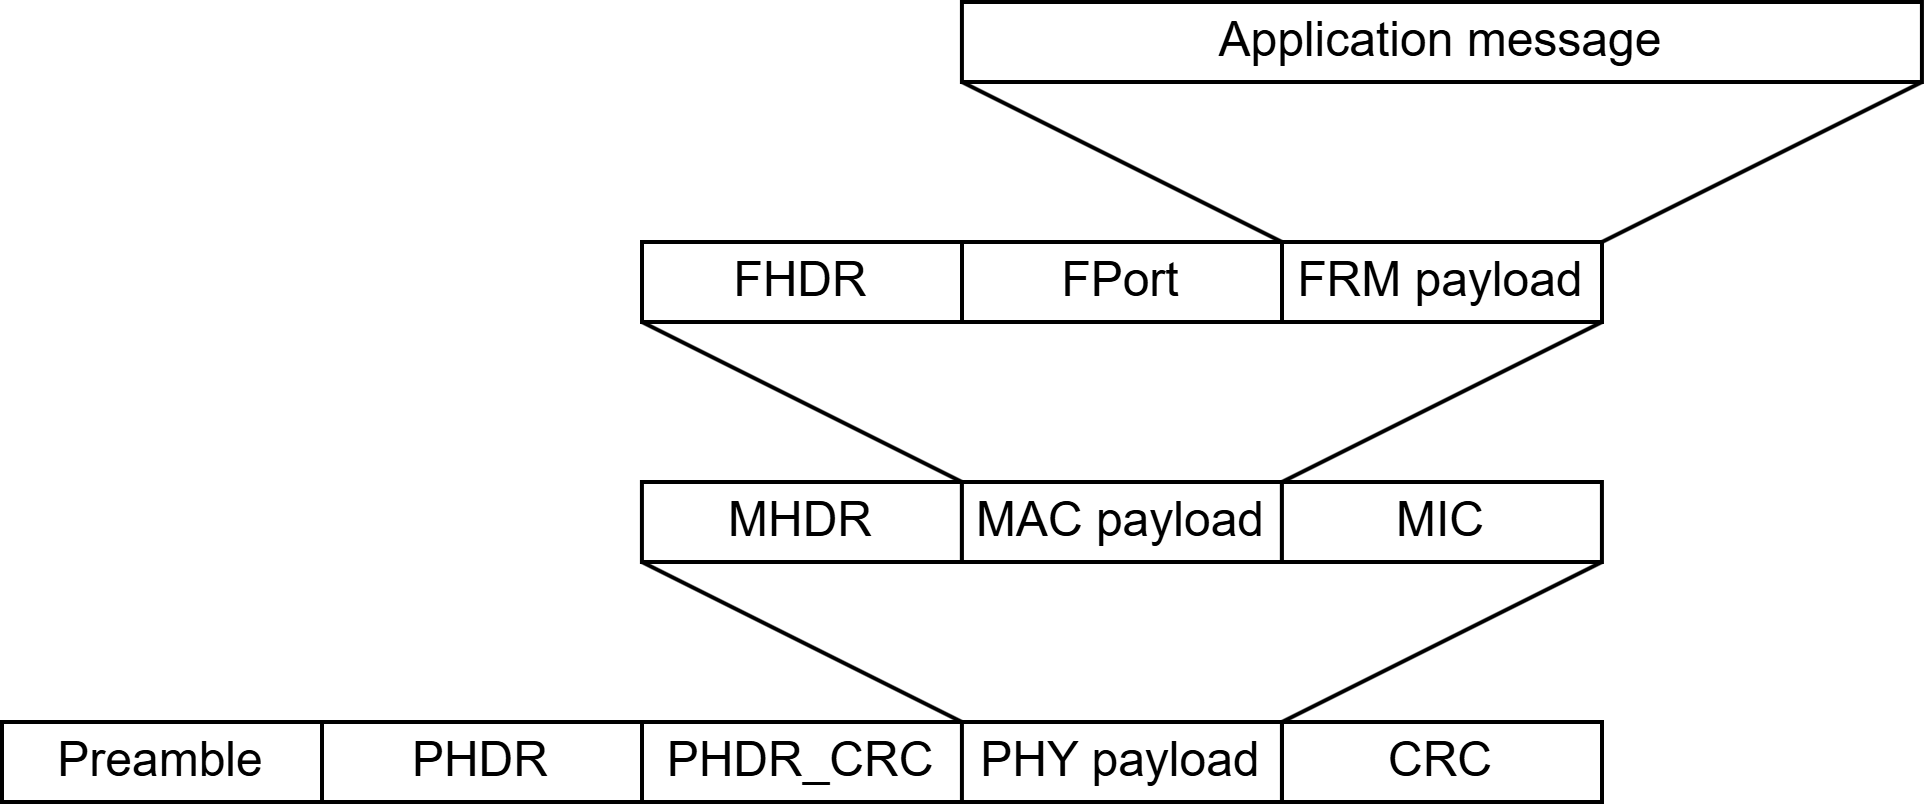 Application message
FHDR FPort FRM payload
MHDR MAC payload MIC
Preamble PHDR PHDR_CRC PHY payload CRC